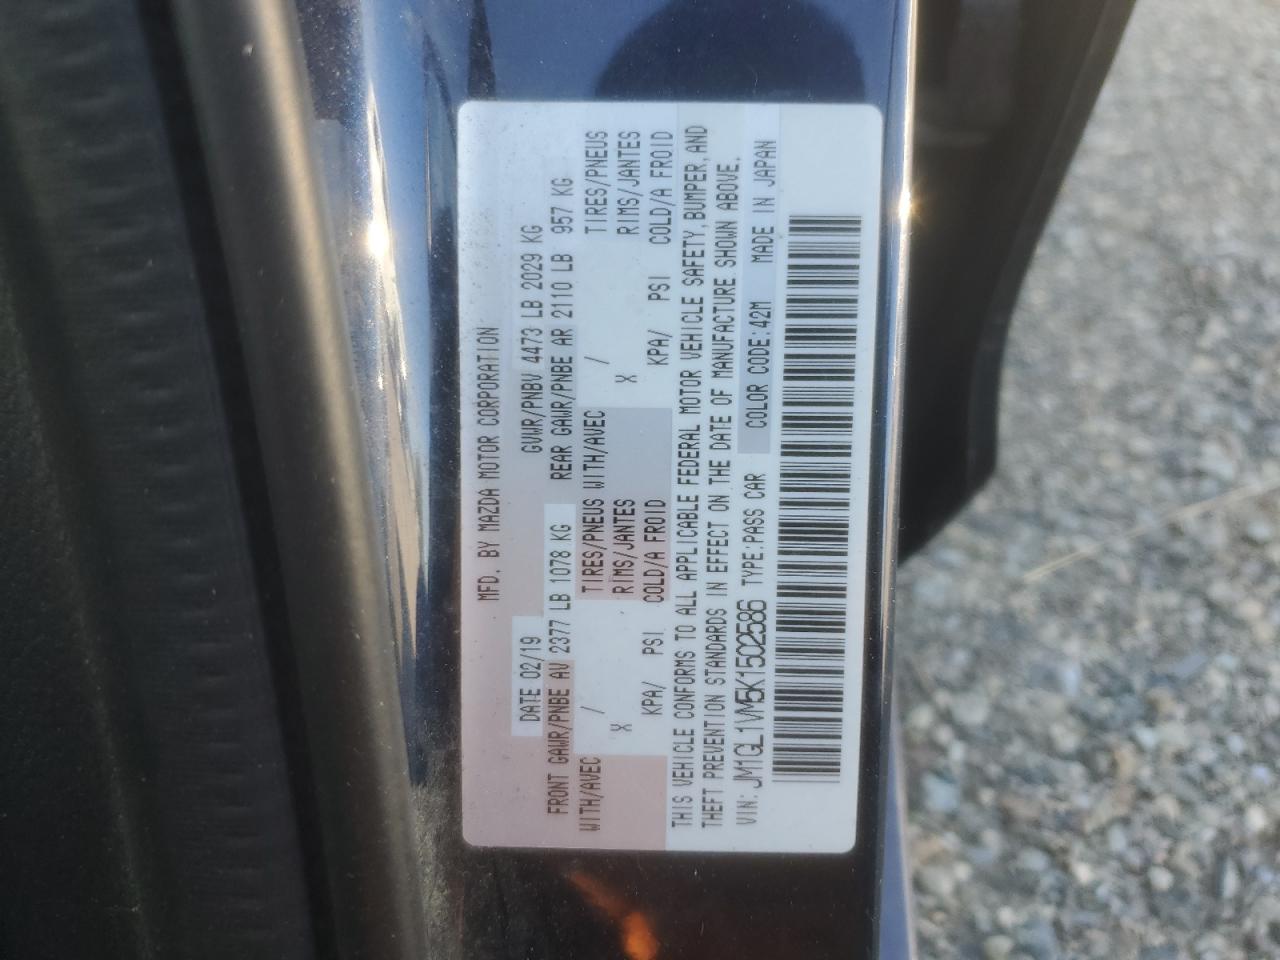 MFD. BY MAZDA MOTOR CORPORATION
DATE 02/19 GVWR/PNBV 4473 LB 2029 KG
FRONT GAWR/PNBE AV 2377 LB 1078 KG REAR GAWR/PNBE AR 2110 LB 957 KG
WITH/AVEC / TIRES/PNEUS WITH/AVEC / TIRES/PNEUS
X RIMS/JANTES X RIMS/JANTES
KPA/ PSI COLD/A FROID KPA/ PSI COLD/A FROID
THIS VEHICLE CONFORMS TO ALL APPLICABLE FEDERAL MOTOR VEHICLE SAFETY, BUMPER, AND
THEFT PREVENTION STANDARDS IN EFFECT ON THE DATE OF MANUFACTURE SHOWN ABOVE.
VIN: JM1GL1VM5K1502586 TYPE: PASS CAR COLOR CODE: 42M MADE IN JAPAN